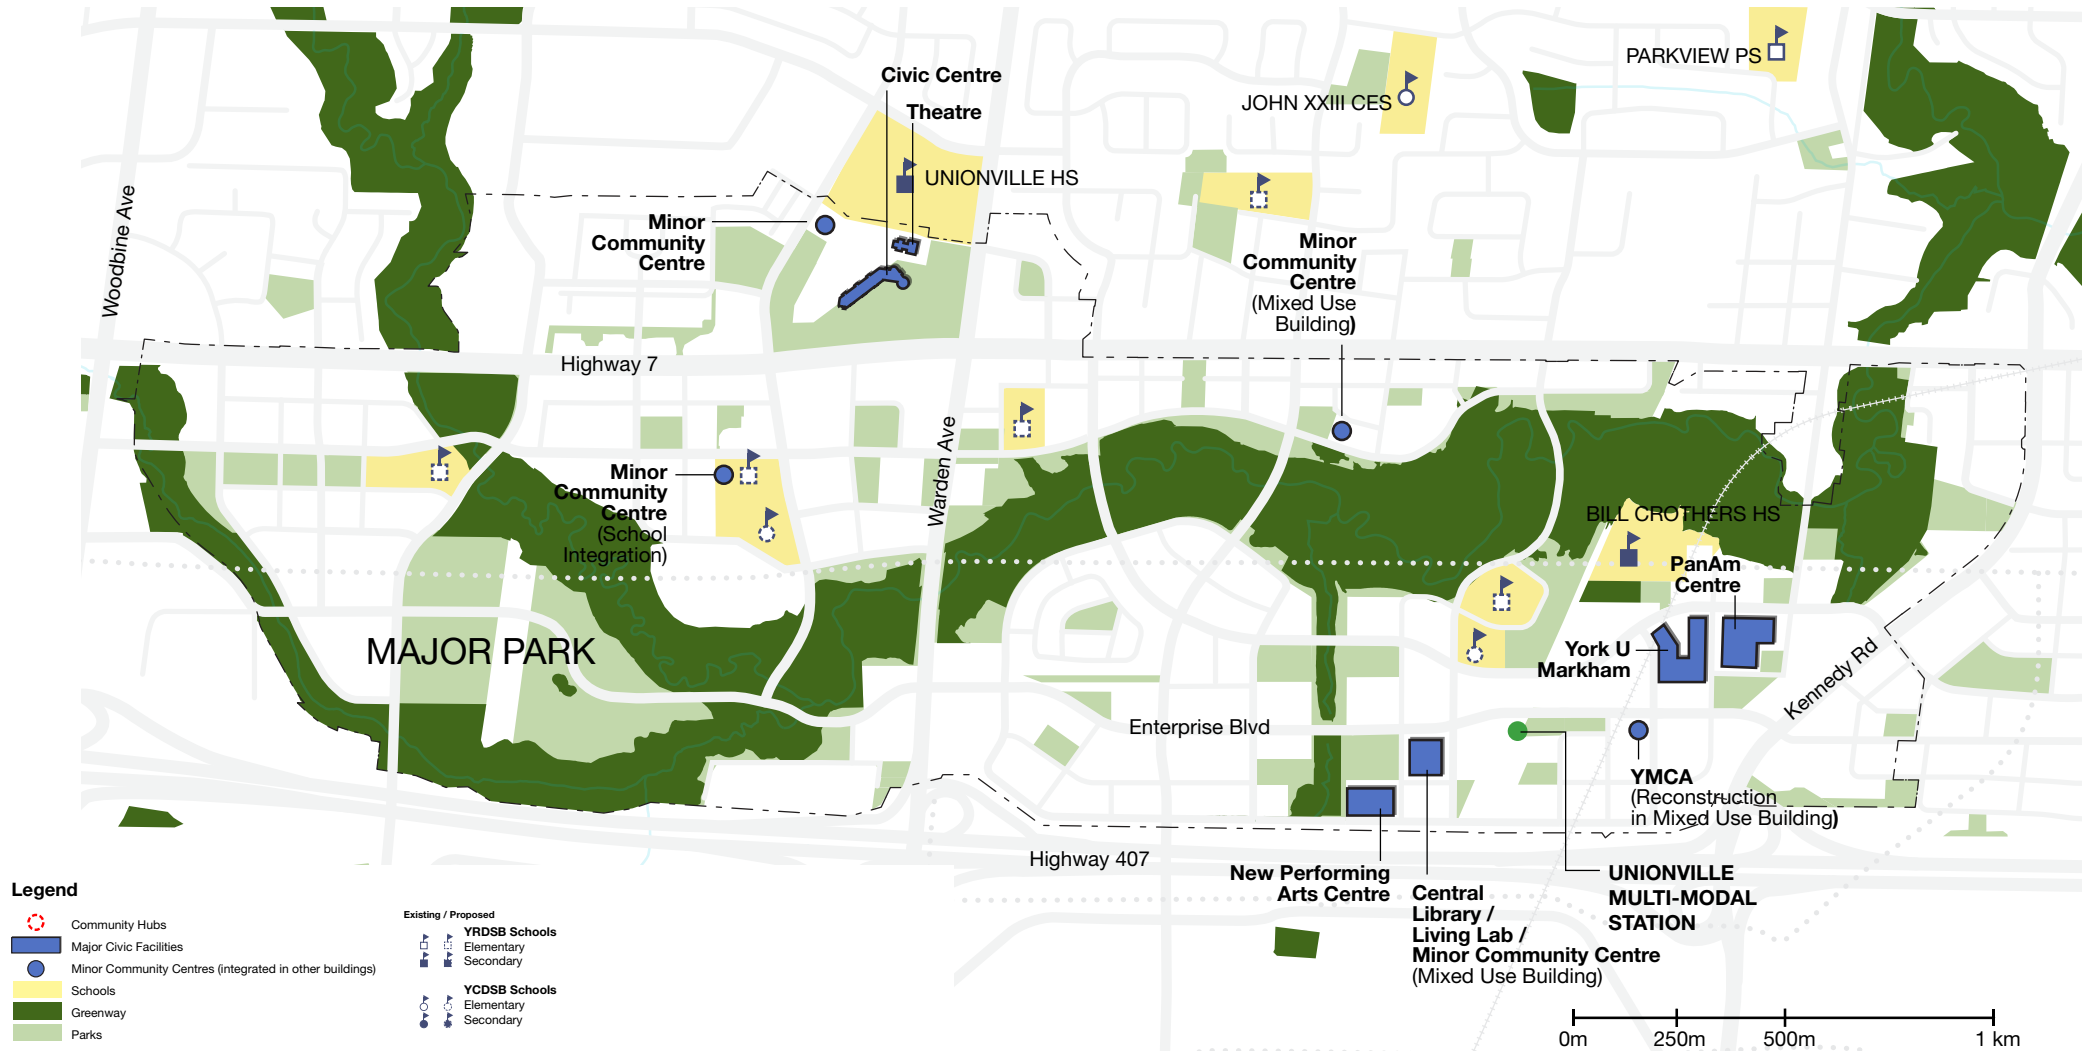 PARKVIEW PS
Civic Centre
JOHN XXIII CES
Theatre
UNIONVILLE HS
Woodbine Ave
Minor
Community
Centre
Minor
Community
Centre
(Mixed Use
Building)
Highway 7
Warden Ave
Minor
Community
Centre
(School
Integration)
BILL CROTHERS HS
PanAm
Centre
MAJOR PARK
York U
Markham
Kennedy Rd
Enterprise Blvd
YMCA
(Reconstruction
in Mixed Use Building)
Highway 407
New Performing
Arts Centre
Central
Library /
Living Lab /
Minor Community Centre
(Mixed Use Building)
UNIONVILLE
MULTI-MODAL
STATION
Legend
Community Hubs
Major Civic Facilities
Minor Community Centres (integrated in other buildings)
Schools
Greenway
Parks
Existing / Proposed
YRDSB Schools
Elementary
Secondary
YCDSB Schools
Elementary
Secondary
0m 250m 500m 1 km